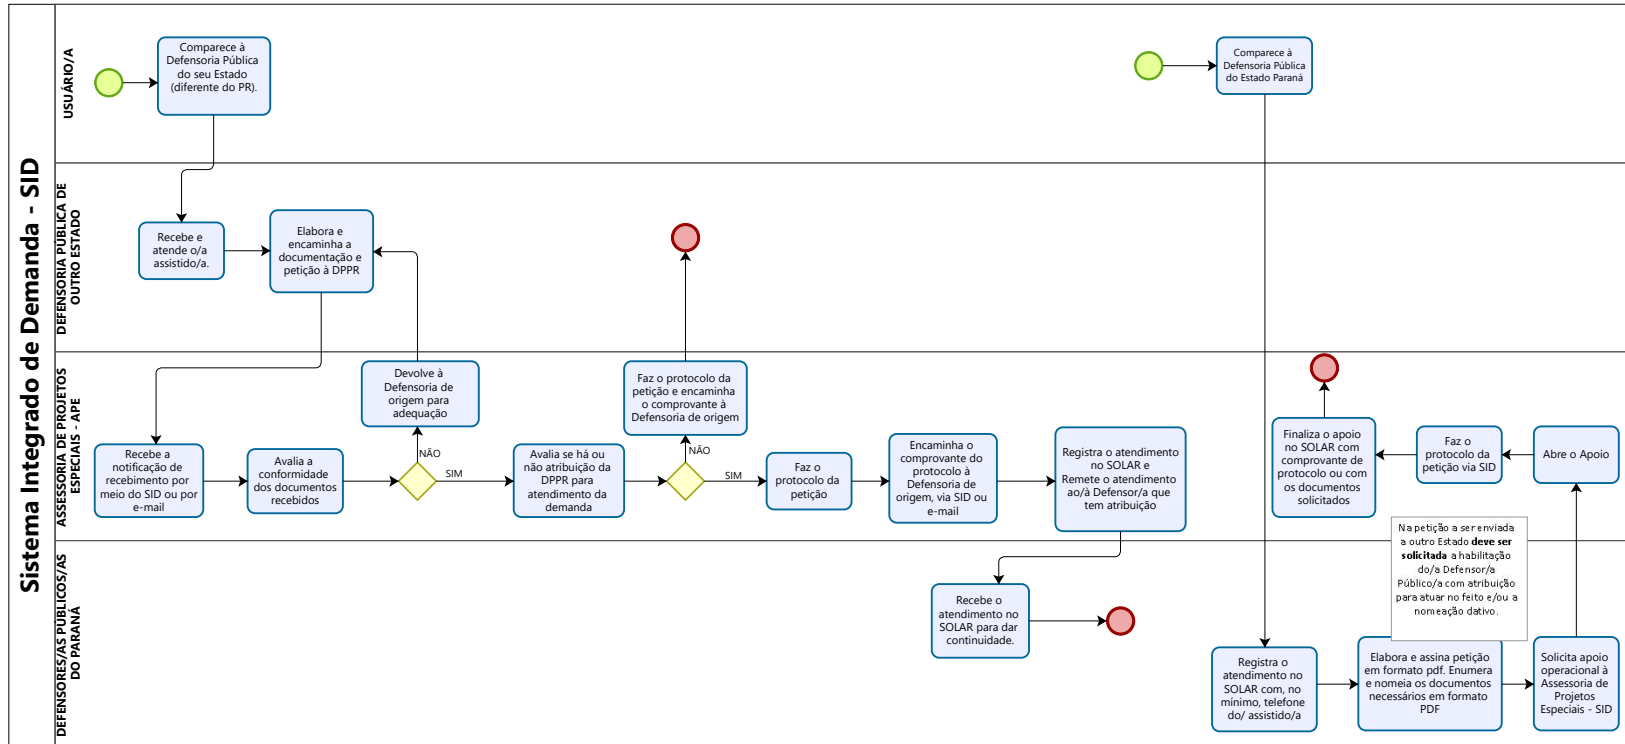 Sistema Integrado de Demanda - SID
USUÁRIO/A
Comparece à
Defensoria Pública
do seu Estado
(diferente do PR).
Comparece à
Defensoria Pública
do Estado Paraná
DEFENSORIA PÚBLICA DE
OUTRO ESTADO
Recebe e
atende o/a
assistido/a.
Elabora e
encaminha a
documentação e
petição à DPPR
ASSESSORIA DE PROJETOS
ESPECIAIS - APE
Recebe a
notificação de
recebimento por
meio do SID ou por
e-mail
Avalia a
conformidade
dos documentos
recebidos
Devolve à
Defensoria de
origem para
adequação
NÃO
SIM
Avalia se há ou
não atribuição da
DPPR para
atendimento da
demanda
Faz o protocolo da
petição e encaminha
o comprovante à
Defensoria de origem
NÃO
SIM
Faz o
protocolo da
petição
Encaminha o
comprovante do
protocolo à
Defensoria de
origem, via SID ou
e-mail
Registra o atendimento
no SOLAR e
Remete o atendimento
ao/à Defensor/a que
tem atribuição
Finaliza o apoio
no SOLAR com
comprovante de
protocolo ou com
os documentos
solicitados
Faz o
protocolo da
petição via SID
Abre o Apoio
DEFENSORES/AS PÚBLICOS/AS
DO PARANÁ
Recebe o
atendimento no
SOLAR para dar
continuidade.
Na petição a ser enviada
a outro Estado deve ser
solicitada a habilitação
do/a Defensor/a
Público/a com atribuição
para atuar no feito e/ou a
nomeação dativo.
Registra o
atendimento no
SOLAR com, no
mínimo, telefone
do/ assistido/a
Elabora e assina petição
em formato pdf. Enumera
e nomeia os documentos
necessários em formato
PDF
Solicita apoio
operacional à
Assessoria de
Projetos
Especiais - SID